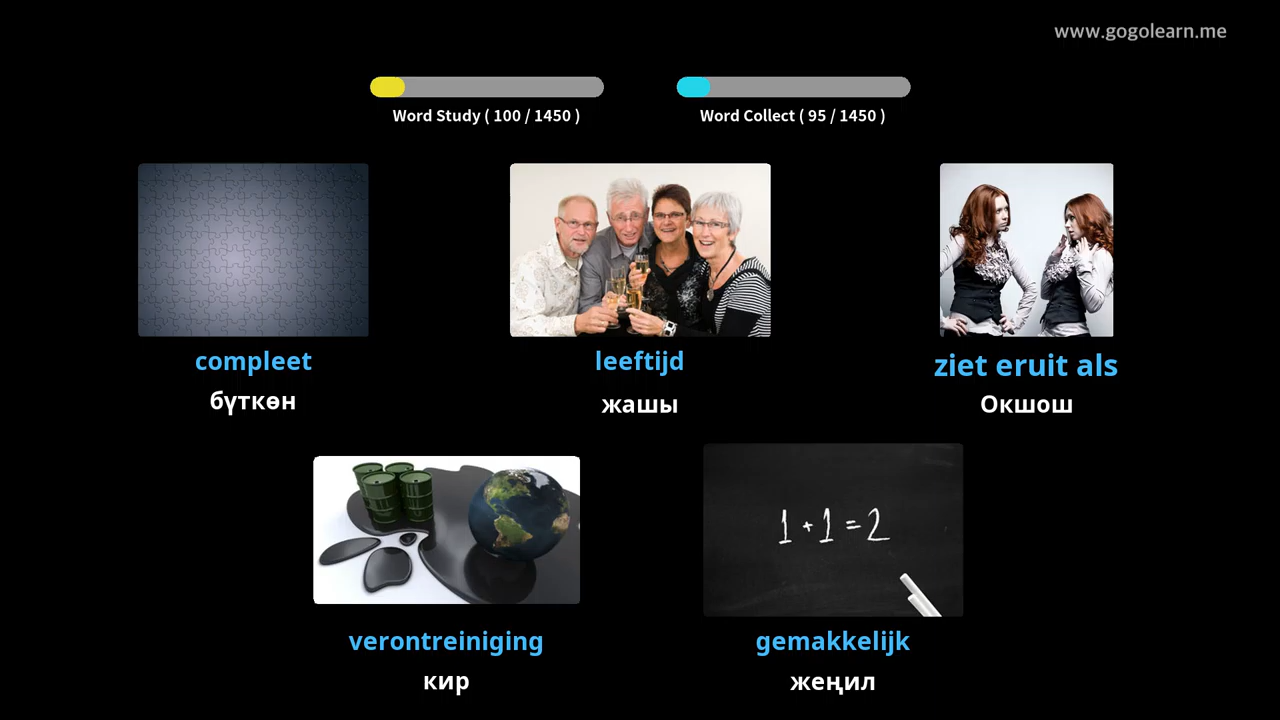 www.gogolearn.me
Word Study ( 100 / 1450 )
Word Collect ( 95 / 1450 )
compleet
бүткөн
leeftijd
жашы
ziet eruit als
Окшош
1 + 1 = 2
verontreiniging
кир
gemakkelijk
жеңил